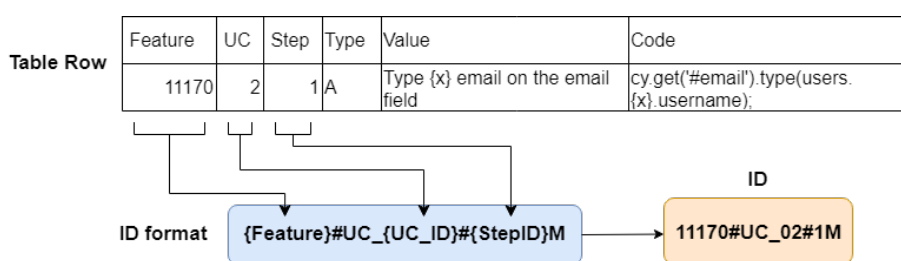 Feature UC Step Type Value Code
Table Row
11170 2 1 A Type {x} email on the email field cy.get('#email').type(users.{x}.username);
ID
ID format {Feature}#UC_{UC_ID}#{StepID}M 11170#UC_02#1M